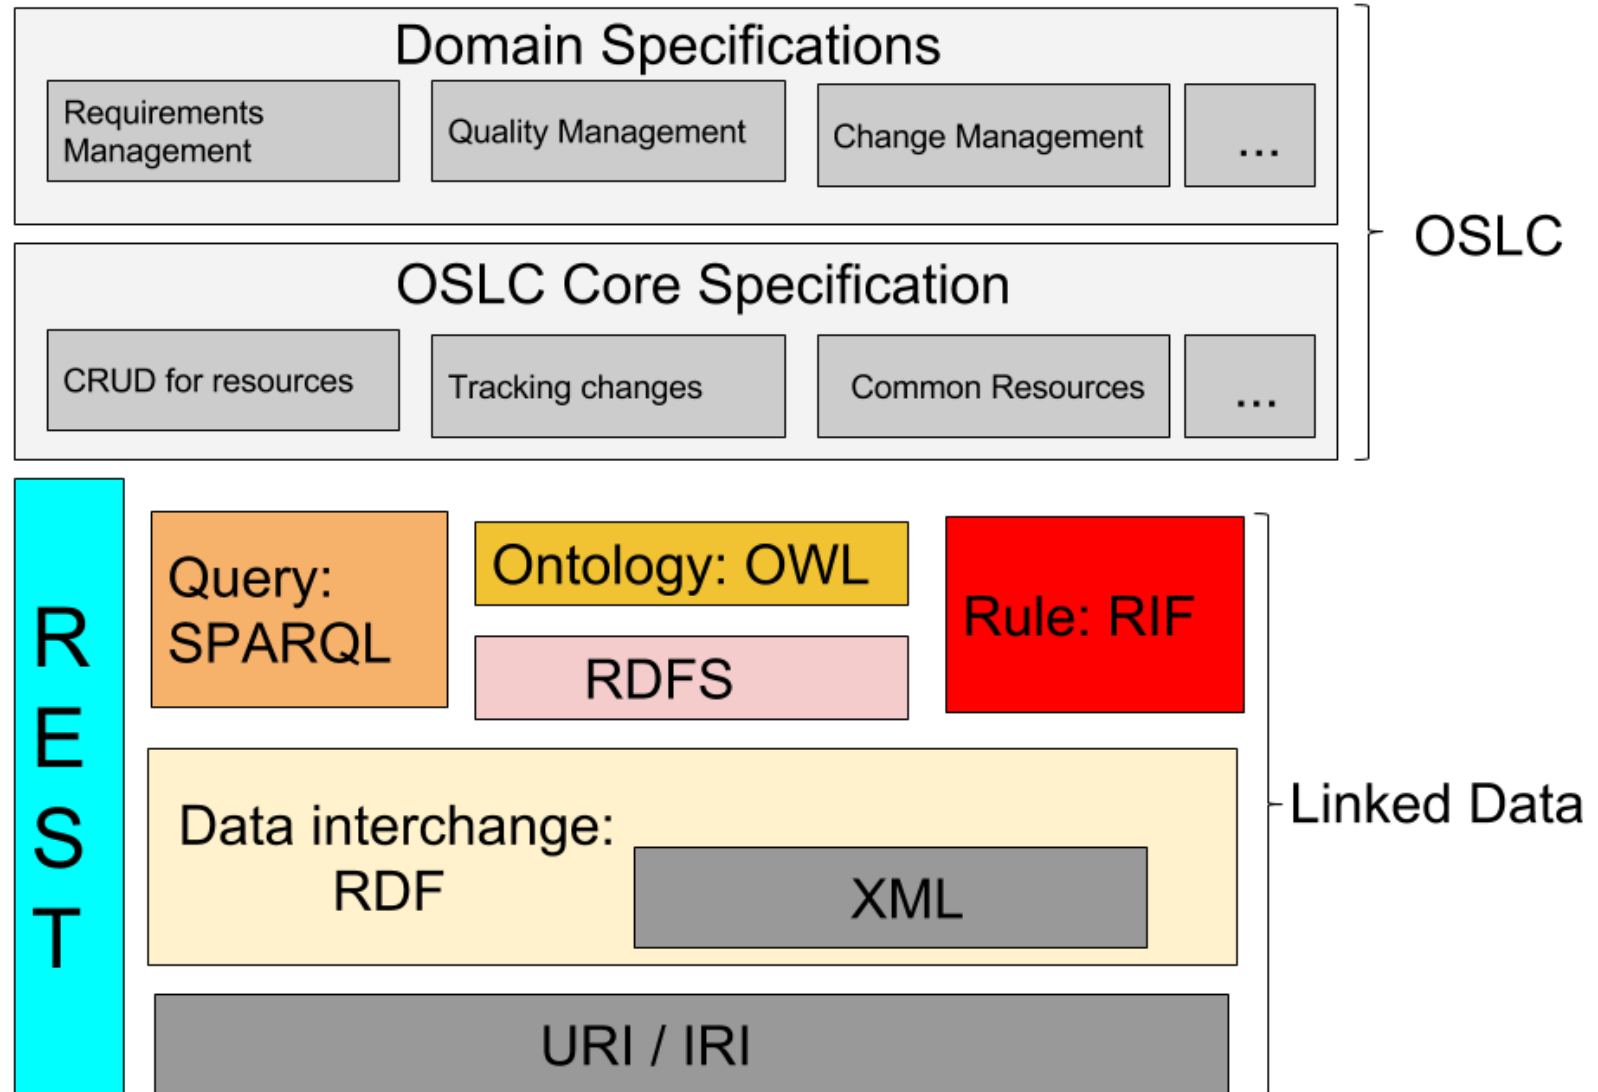 Domain Specifications
Requirements
Management
Quality Management
Change Management
...
OSLC
OSLC Core Specification
CRUD for resources
Tracking changes
Common Resources
...
R
E
S
T
Query:
SPARQL
Ontology: OWL
RDFS
Rule: RIF
Data interchange:
RDF
XML
Linked Data
URI / IRI